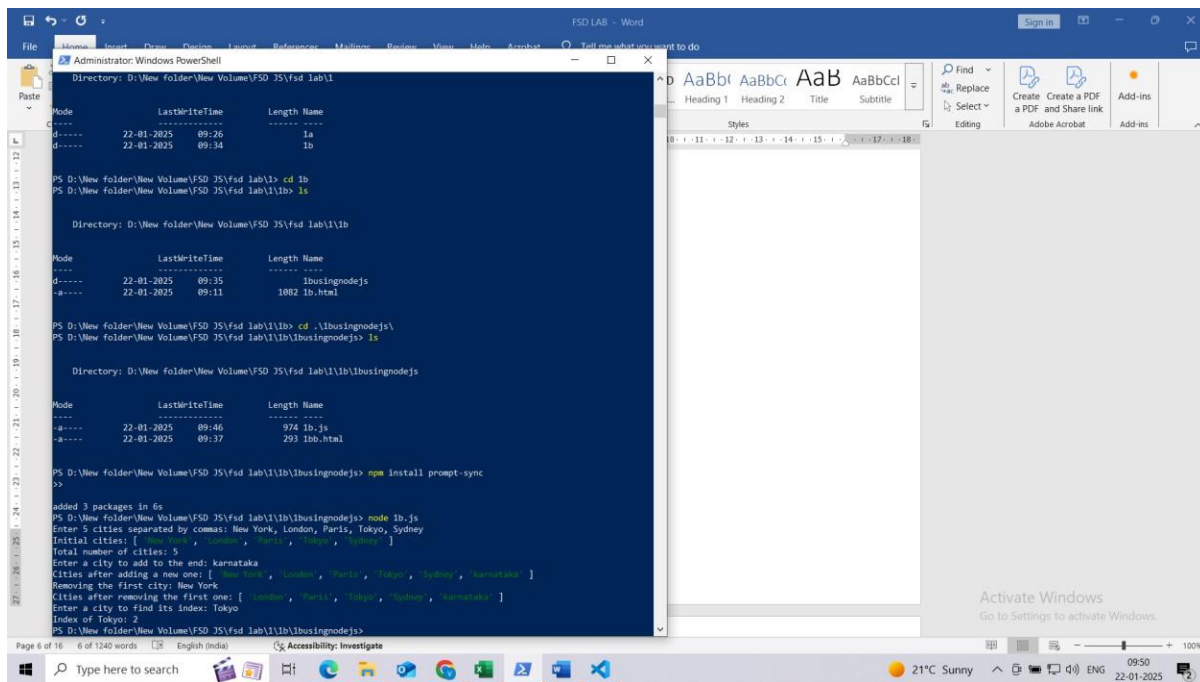 FSD LAB - Word
Sign in
File Home Insert Draw Design Layout References Mailings Review View Help Acrobat Tell me what you want to do
Administrator: Windows PowerShell
Paste
AaBb( AaBbCc AaB AaBbCcl
Heading 1 Heading 2 Title Subtitle
Styles
Find
Replace
Select
Editing
Create a PDF
Create a PDF and Share link
Adobe Acrobat
Add-ins
Add-ins
Directory: D:\New folder\New Volume\FSD JS\fsd lab\1
Mode LastWriteTime Length Name
---- ------------- ------ ----
d----- 22-01-2025 09:26 1a
d----- 22-01-2025 09:34 1b
PS D:\New folder\New Volume\FSD JS\fsd lab\1> cd 1b
PS D:\New folder\New Volume\FSD JS\fsd lab\1\1b> ls
Directory: D:\New folder\New Volume\FSD JS\fsd lab\1\1b
Mode LastWriteTime Length Name
---- ------------- ------ ----
d----- 22-01-2025 09:35 1busingnodejs
-a---- 22-01-2025 09:11 1082 1b.html
PS D:\New folder\New Volume\FSD JS\fsd lab\1\1b> cd .\1busingnodejs\
PS D:\New folder\New Volume\FSD JS\fsd lab\1\1b\1busingnodejs> ls
Directory: D:\New folder\New Volume\FSD JS\fsd lab\1\1b\1busingnodejs
Mode LastWriteTime Length Name
---- ------------- ------ ----
-a---- 22-01-2025 09:46 974 1b.js
-a---- 22-01-2025 09:37 293 1bb.html
PS D:\New folder\New Volume\FSD JS\fsd lab\1\1b\1busingnodejs> npm install prompt-sync
>>
added 3 packages in 6s
PS D:\New folder\New Volume\FSD JS\fsd lab\1\1b\1busingnodejs> node 1b.js
Enter 5 cities separated by commas: New York, London, Paris, Tokyo, Sydney
Initial cities: [ 'New York', 'London', 'Paris', 'Tokyo', 'Sydney' ]
Total number of cities: 5
Enter a city to add to the end: karnataka
Cities after adding a new one: [ 'New York', 'London', 'Paris', 'Tokyo', 'Sydney', 'karnataka' ]
Removing the first city: New York
Cities after removing the first one: [ 'London', 'Paris', 'Tokyo', 'Sydney', 'karnataka' ]
Enter a city to find its index: Tokyo
Index of Tokyo: 2
PS D:\New folder\New Volume\FSD JS\fsd lab\1\1b\1busingnodejs>
Activate Windows
Go to Settings to activate Windows.
Page 6 of 16 6 of 1240 words English (India) Accessibility: Investigate 100%
Type here to search 21°C Sunny ENG 09:50
22-01-2025